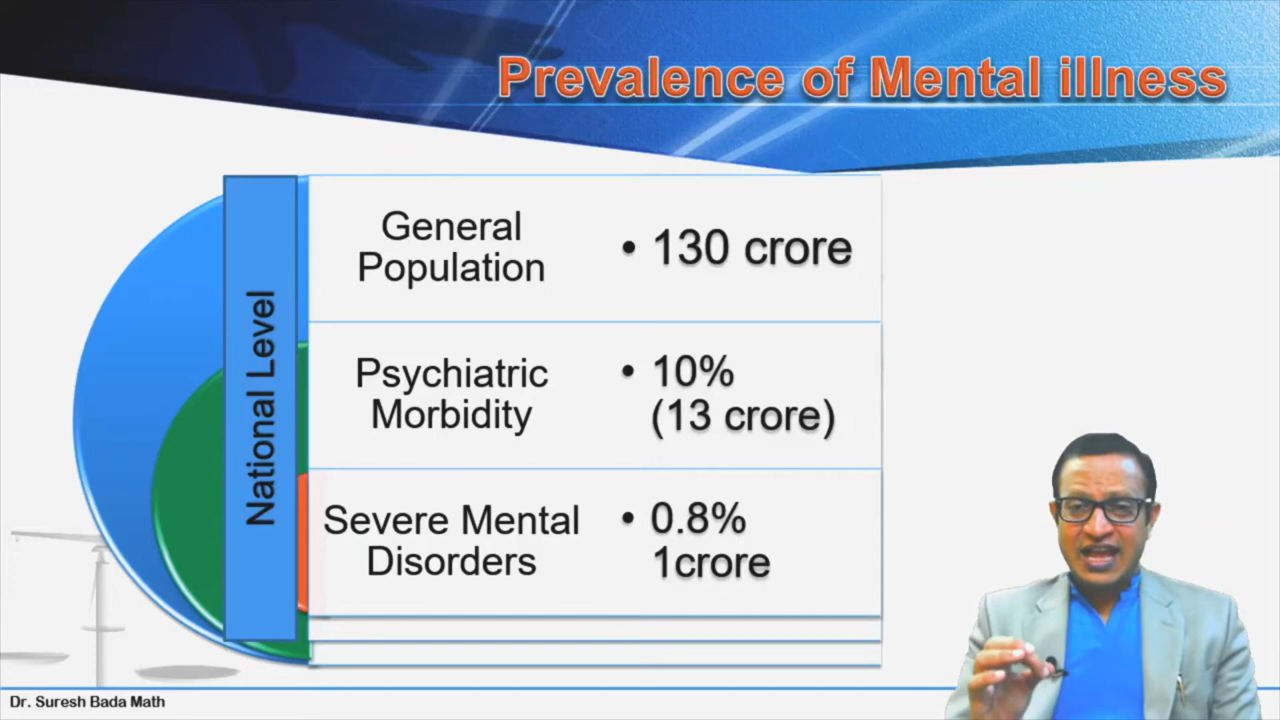 Prevalence of Mental illness
National Level
General
Population
• 130 crore
Psychiatric
Morbidity
• 10%
(13 crore)
Severe Mental
Disorders
• 0.8%
1crore
Dr. Suresh Bada Math